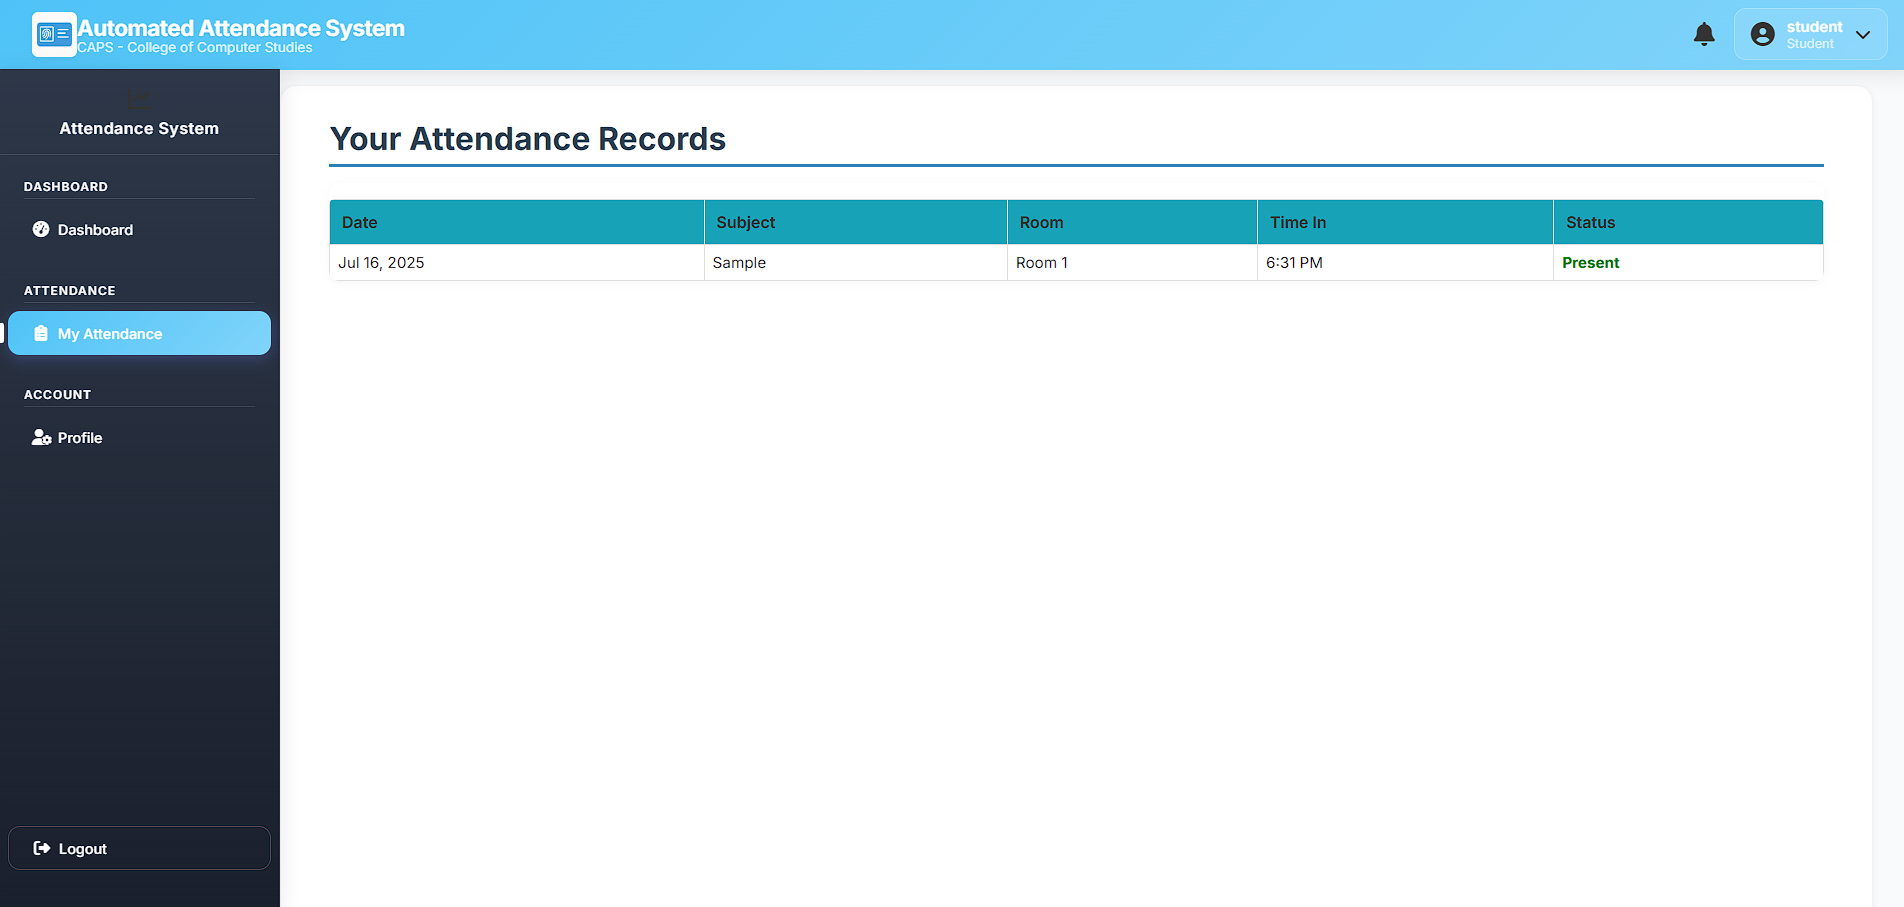 Automated Attendance System
CAPS - College of Computer Studies
student
Student
Attendance System
DASHBOARD
Dashboard
ATTENDANCE
My Attendance
ACCOUNT
Profile
Logout
Your Attendance Records
Date Subject Room Time In Status
Jul 16, 2025 Sample Room 1 6:31 PM Present